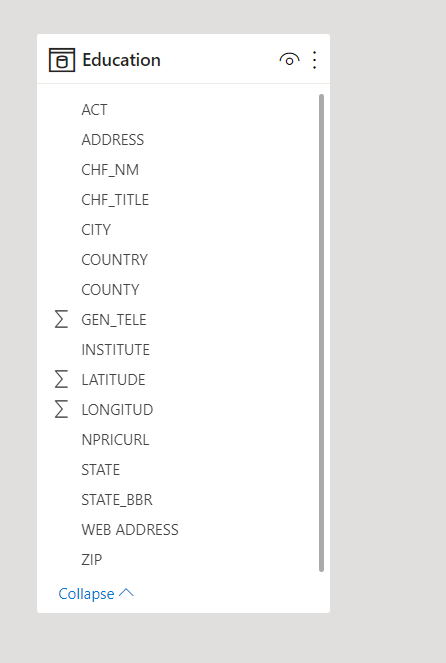 Education
ACT
ADDRESS
CHF_NM
CHF_TITLE
CITY
COUNTRY
COUNTY
GEN_TELE
INSTITUTE
LATITUDE
LONGITUD
NPRICURL
STATE
STATE_BBR
WEB ADDRESS
ZIP
Collapse